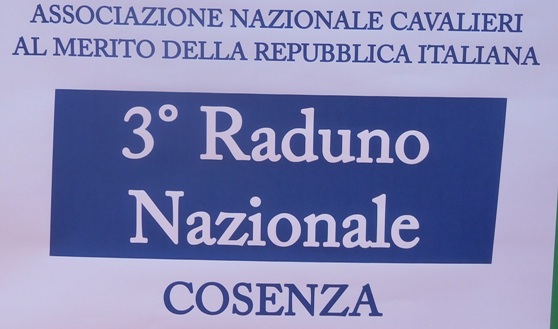 ASSOCIAZIONE NAZIONALE CAVALIERI
AL MERITO DELLA REPUBBLICA ITALIANA
3° Raduno
Nazionale
COSENZA